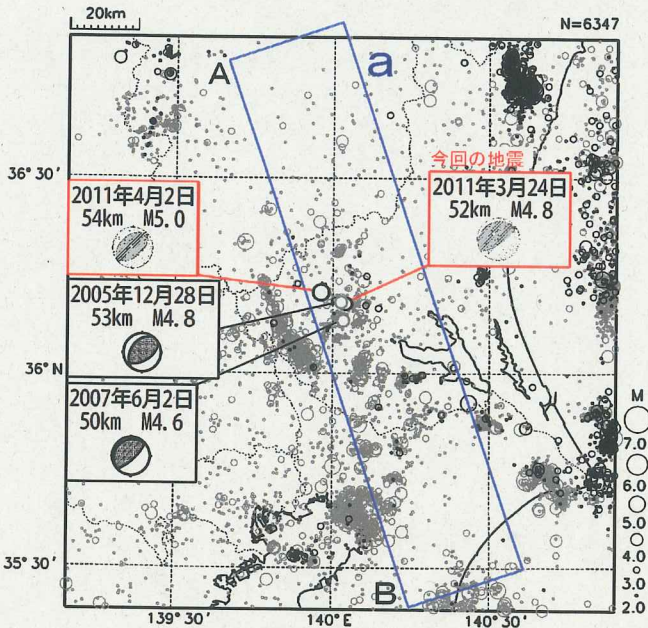 20km
N=6347
A
a
今回の地震
36°30′
2011年4月2日
54km M5.0
2011年3月24日
52km M4.8
2005年12月28日
53km M4.8
36°N
2007年6月2日
50km M4.6
M
7.0
6.0
5.0
4.0
3.0
2.0
35°30′
B
139°30′
140°E
140°30′